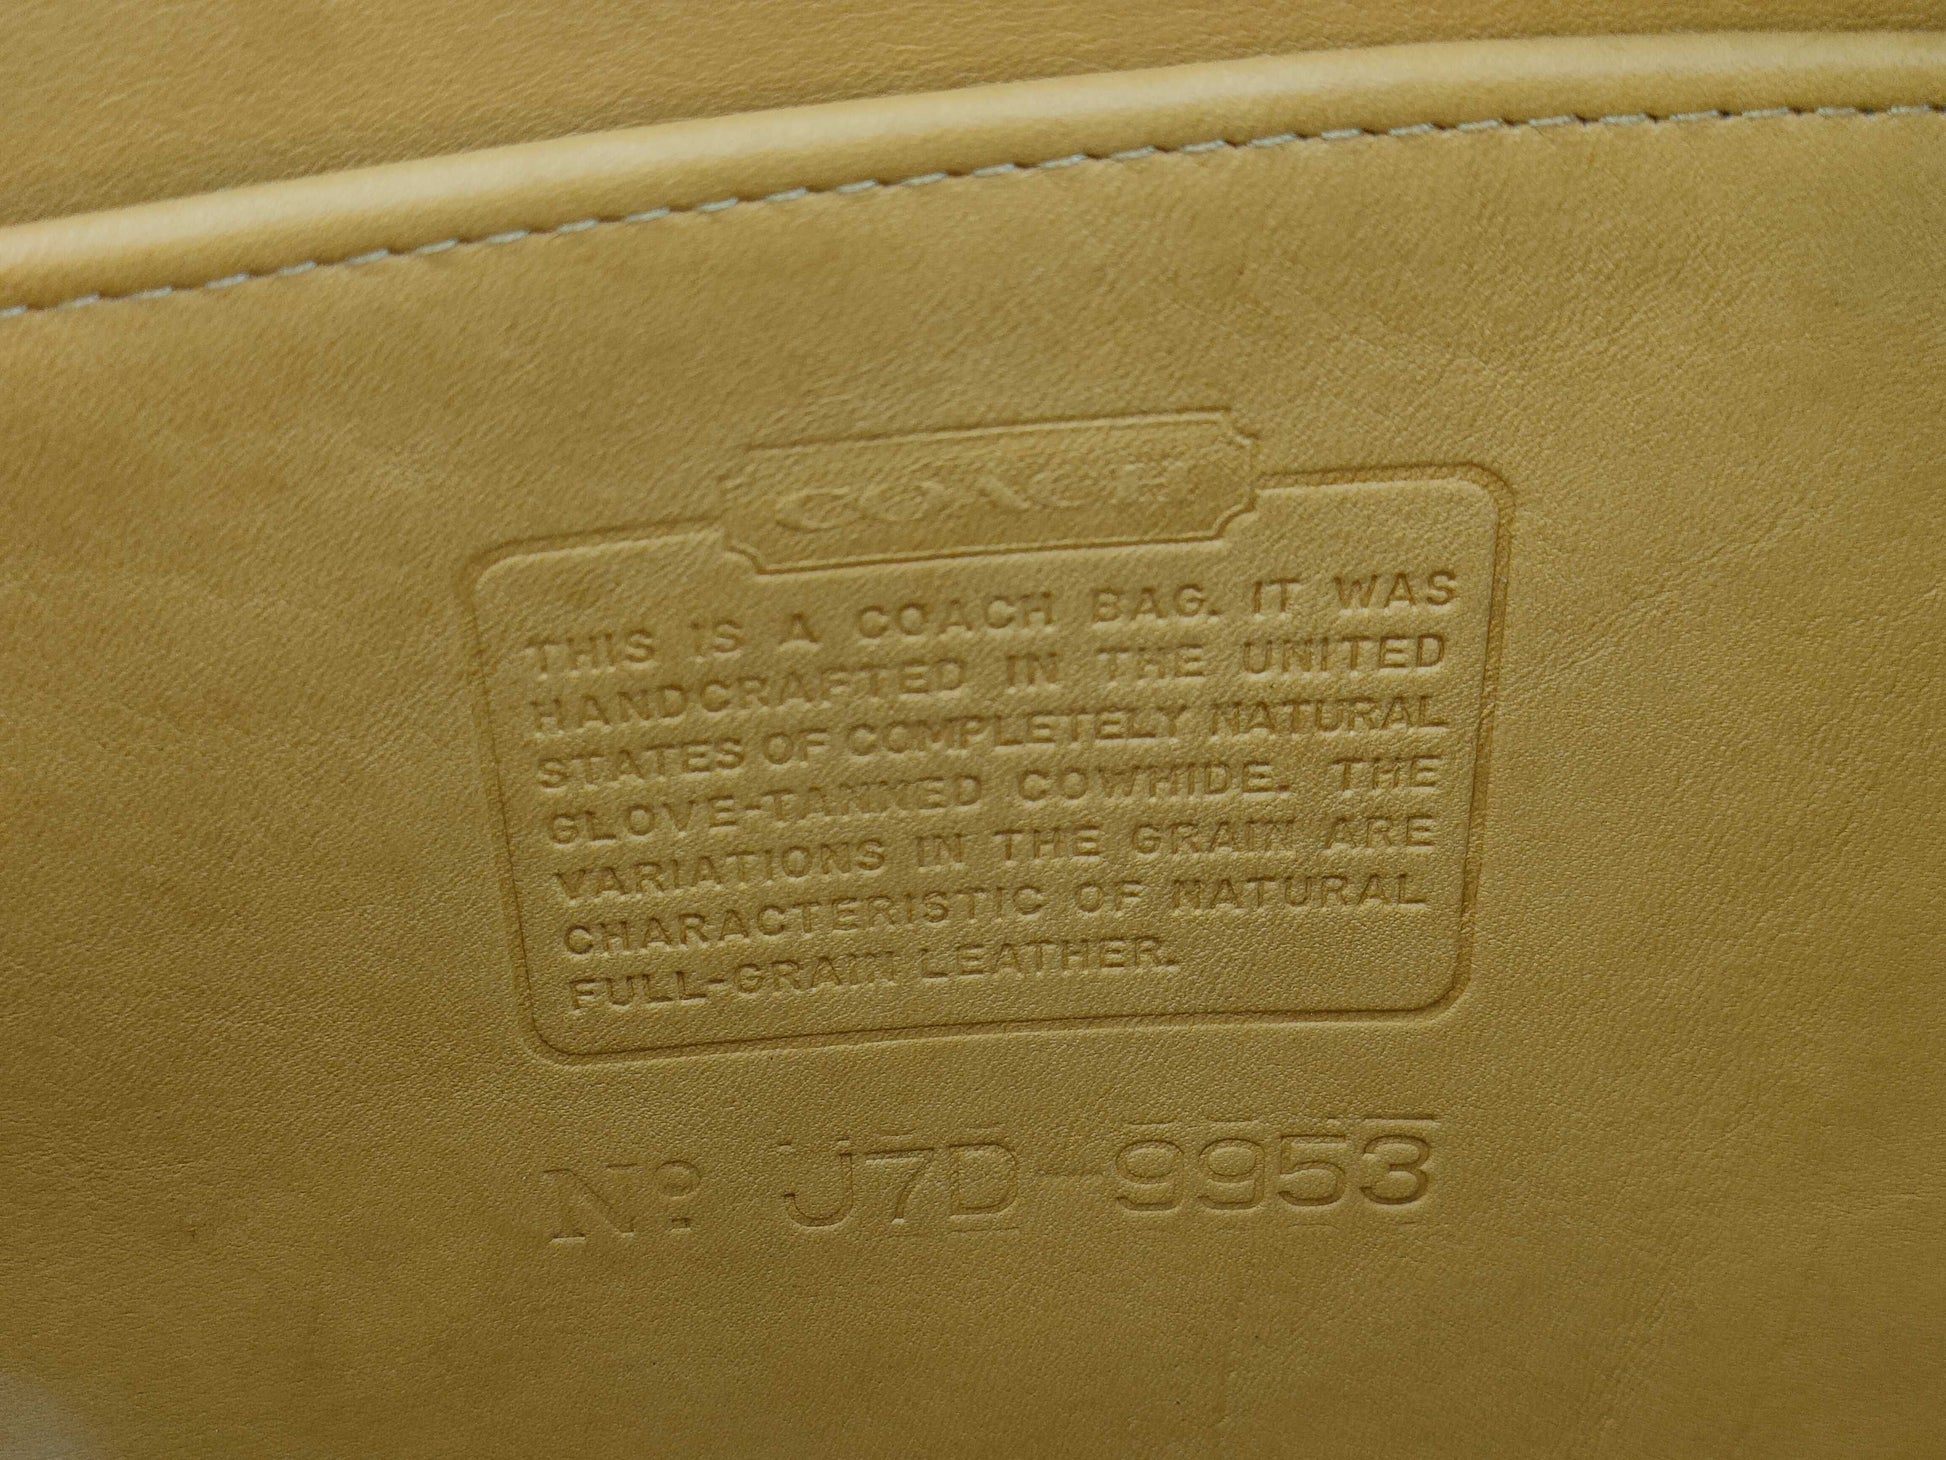 COACH
THIS IS A COACH BAG. IT WAS
HANDCRAFTED IN THE UNITED
STATES OF COMPLETELY NATURAL
GLOVE-TANNED COWHIDE. THE
VARIATIONS IN THE GRAIN ARE
CHARACTERISTIC OF NATURAL
FULL-GRAIN LEATHER.
No. J7D-9953